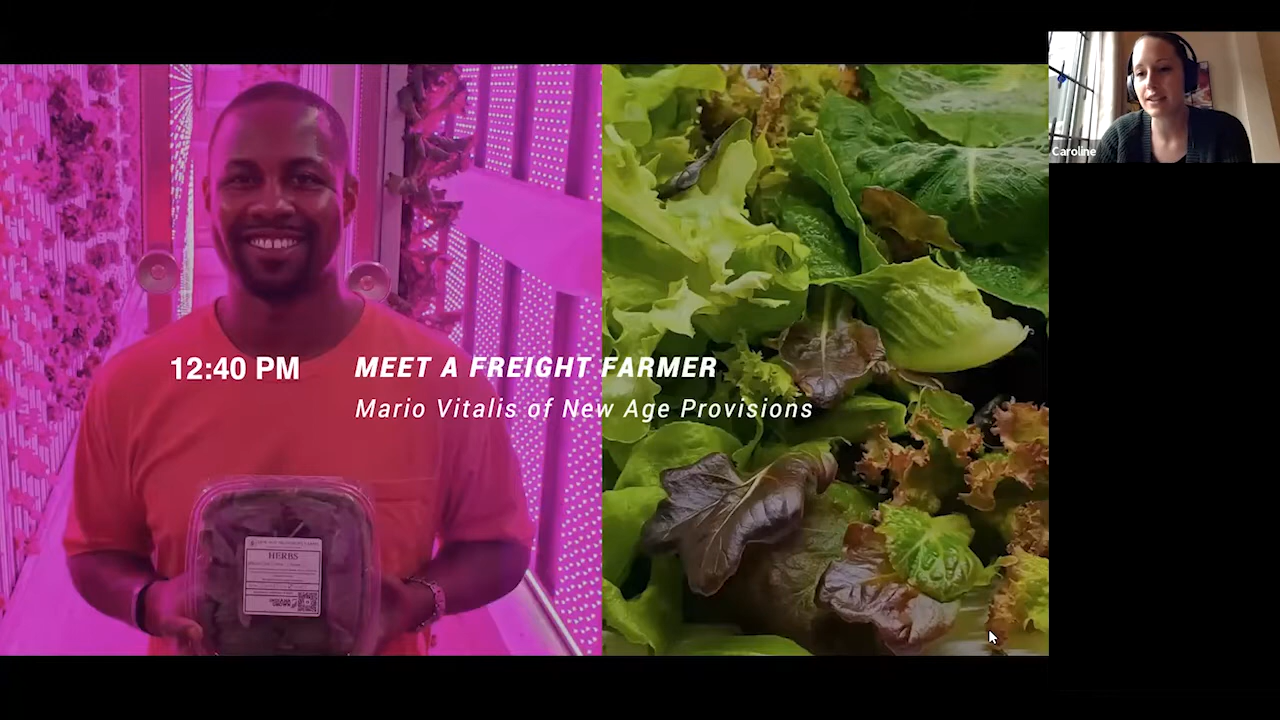 Caroline
12:40 PM
MEET A FREIGHT FARMER
Mario Vitalis of New Age Provisions
HERBS